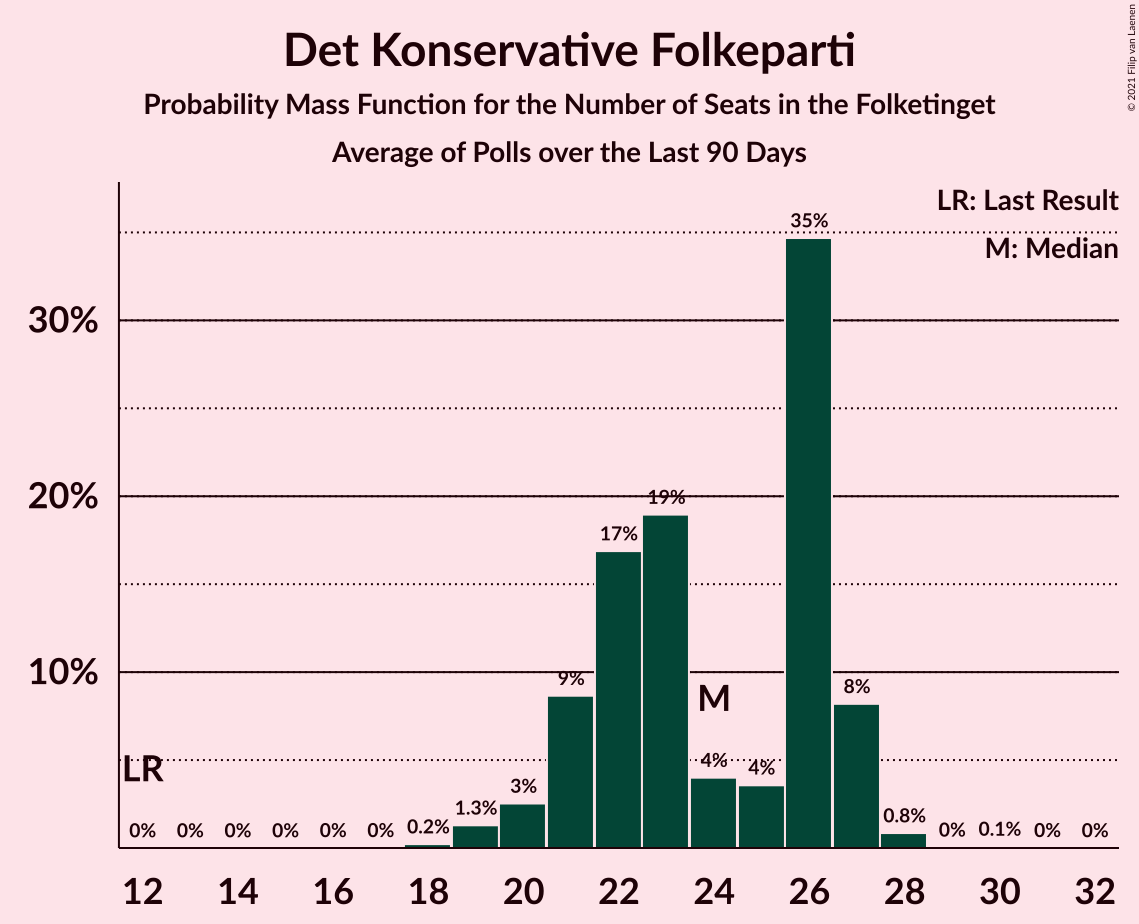 Det Konservative Folkeparti
Probability Mass Function for the Number of Seats in the Folketinget
Average of Polls over the Last 90 Days
© 2021 Filip van Laenen
LR: Last Result
M: Median
35%
30%
20%
19%
17%
10%
9%
M
8%
LR
4%
4%
3%
1.3%
0.8%
0% 0% 0% 0% 0% 0% 0.2% 0% 0.1% 0% 0%
12 14 16 18 20 22 24 26 28 30 32